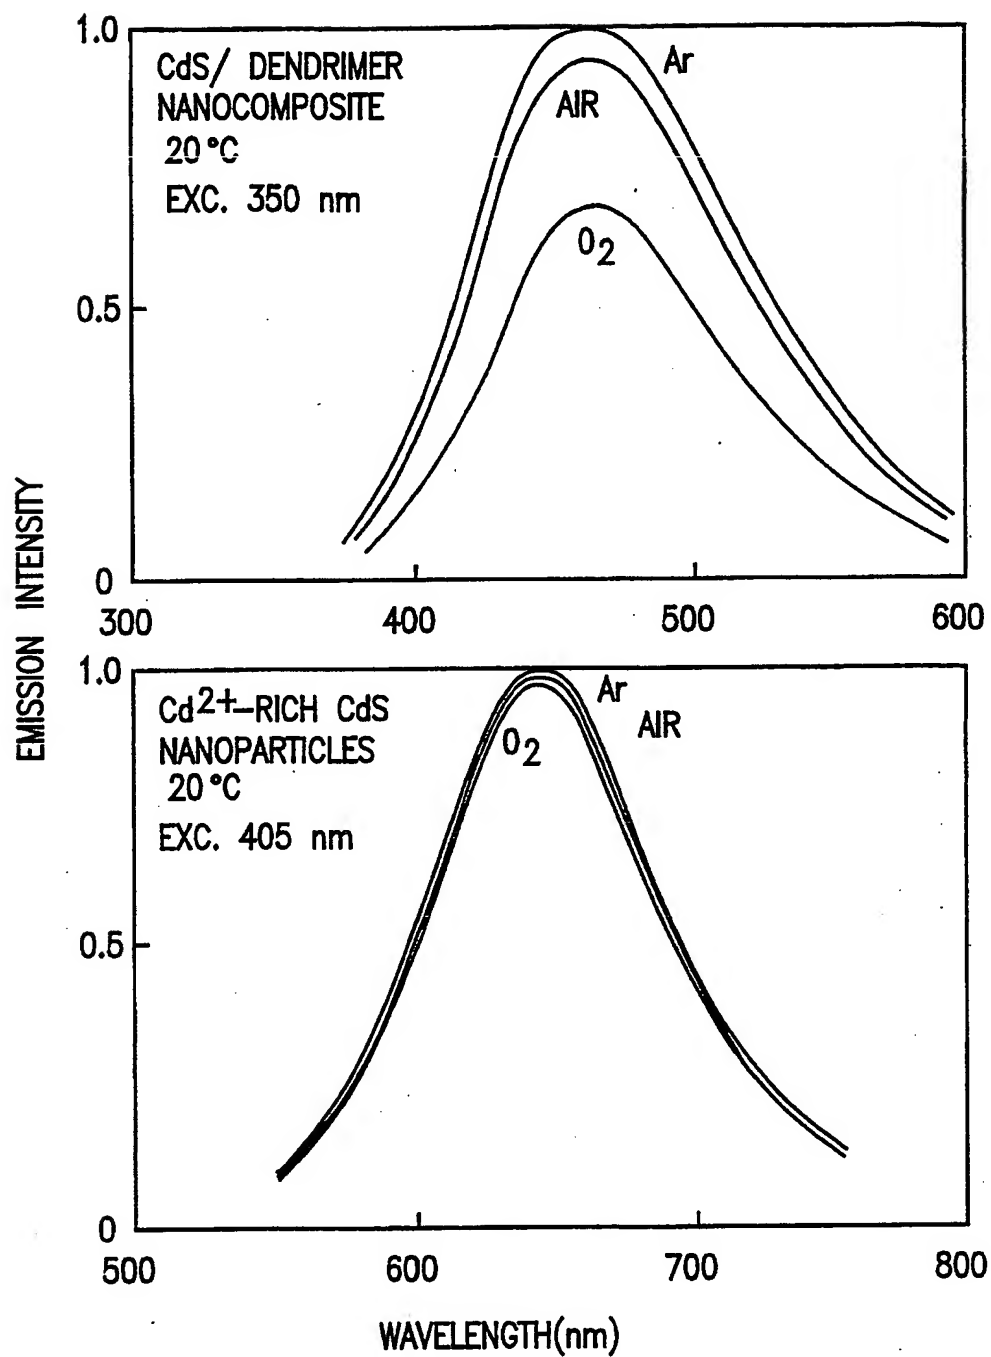 1.0
CdS/ DENDRIMER
NANOCOMPOSITE
20°C
EXC. 350 nm
Ar
AIR
O2
0.5
0
300
400
500
600
EMISSION INTENSITY
1.0
Cd2+–RICH CdS
NANOPARTICLES
20°C
EXC. 405 nm
Ar
AIR
O2
0.5
0
500
600
700
800
WAVELENGTH(nm)